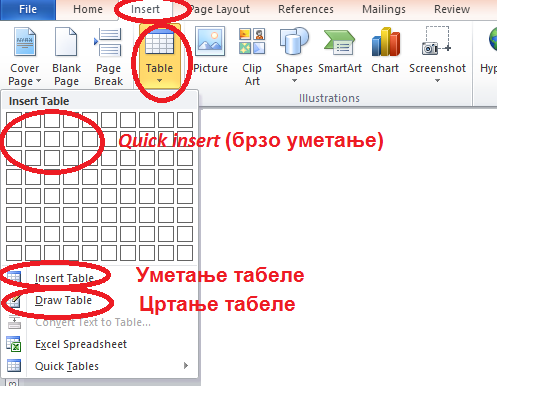 File Home Insert Page Layout References Mailings Review
Cover Page Blank Page Page Break Table Picture Clip Art Shapes SmartArt Chart Screenshot Hyp
Illustrations
Insert Table
Quick insert (брзо уметање)
Insert Table... Уметање табеле
Draw Table Цртање табеле
Convert Text to Table...
Excel Spreadsheet
Quick Tables